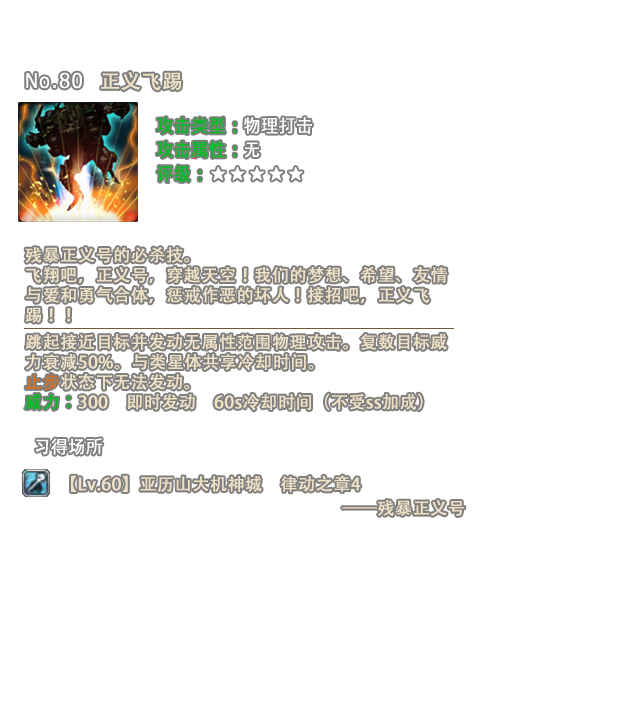 No.80 正义飞踢
攻击类型：物理打击
攻击属性：无
评级：☆☆☆☆☆
残暴正义号的必杀技。
飞翔吧，正义号，穿越天空！我们的梦想、希望、友情
与爱和勇气合体，惩戒作恶的坏人！接招吧，正义飞
踢！！
跳起接近目标并发动无属性范围物理攻击。复数目标威
力衰减50%。与类星体共享冷却时间。
止步状态下无法发动。
威力：300 即时发动 60s冷却时间（不受ss加成）
习得场所
【Lv.60】亚历山大机神城 律动之章4
——残暴正义号